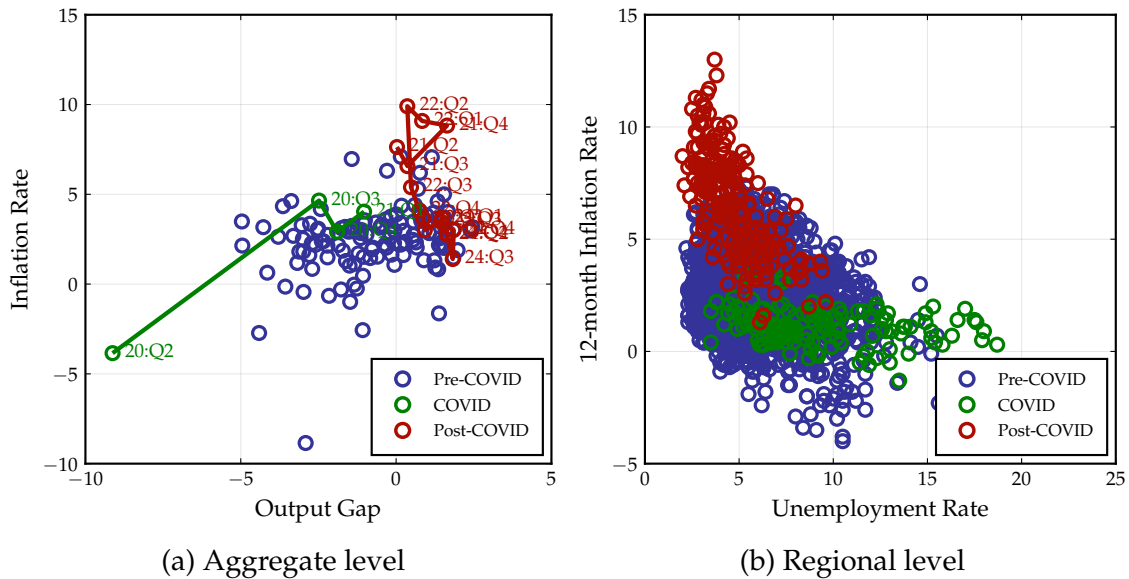 15
10
5
0
−5
−10
−10
−5
0
5
Inflation Rate
Output Gap
22:Q2
22:Q1
21:Q4
21:Q2
21:Q3
22:Q3
20:Q3
20:Q2
24:Q3
Pre-COVID
COVID
Post-COVID
(a) Aggregate level
15
10
5
0
−5
0
5
10
15
20
25
12-month Inflation Rate
Unemployment Rate
Pre-COVID
COVID
Post-COVID
(b) Regional level